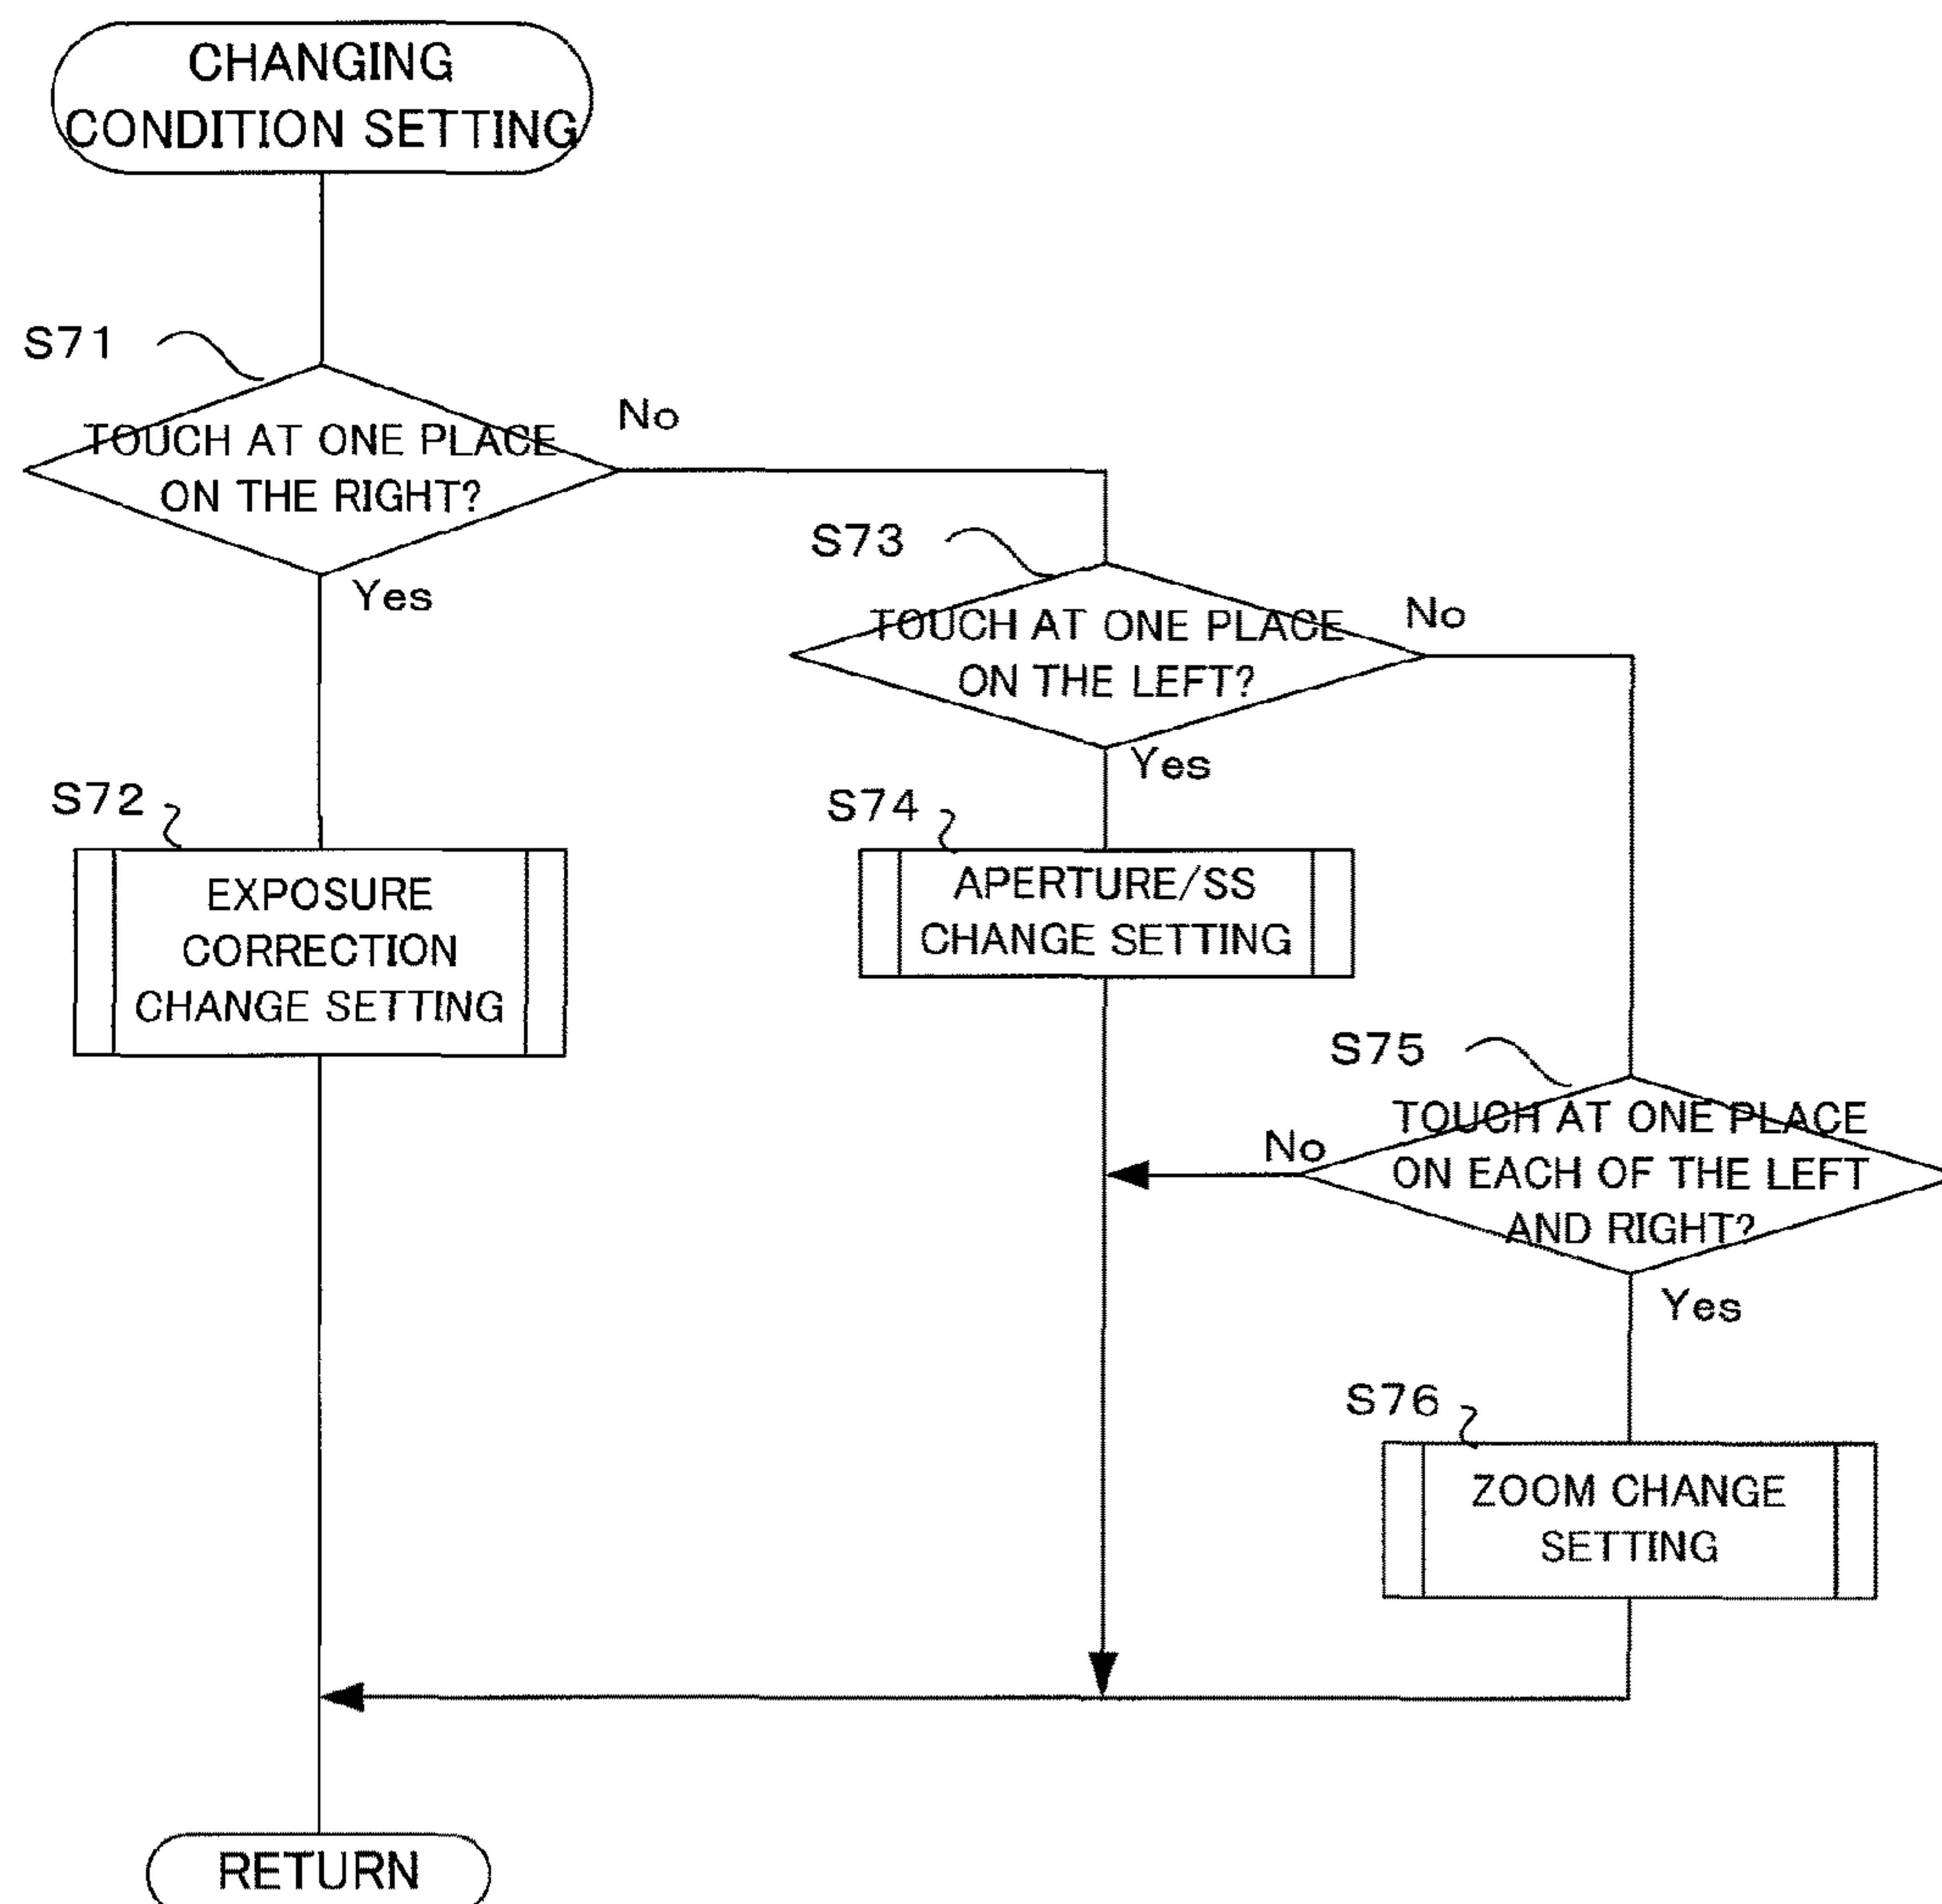 CHANGING
CONDITION SETTING
S71
TOUCH AT ONE PLACE
ON THE RIGHT?
No
Yes
S73
TOUCH AT ONE PLACE
ON THE LEFT?
No
Yes
S72
EXPOSURE
CORRECTION
CHANGE SETTING
S74
APERTURE/SS
CHANGE SETTING
S75
TOUCH AT ONE PLACE
ON EACH OF THE LEFT
AND RIGHT?
No
Yes
S76
ZOOM CHANGE
SETTING
RETURN